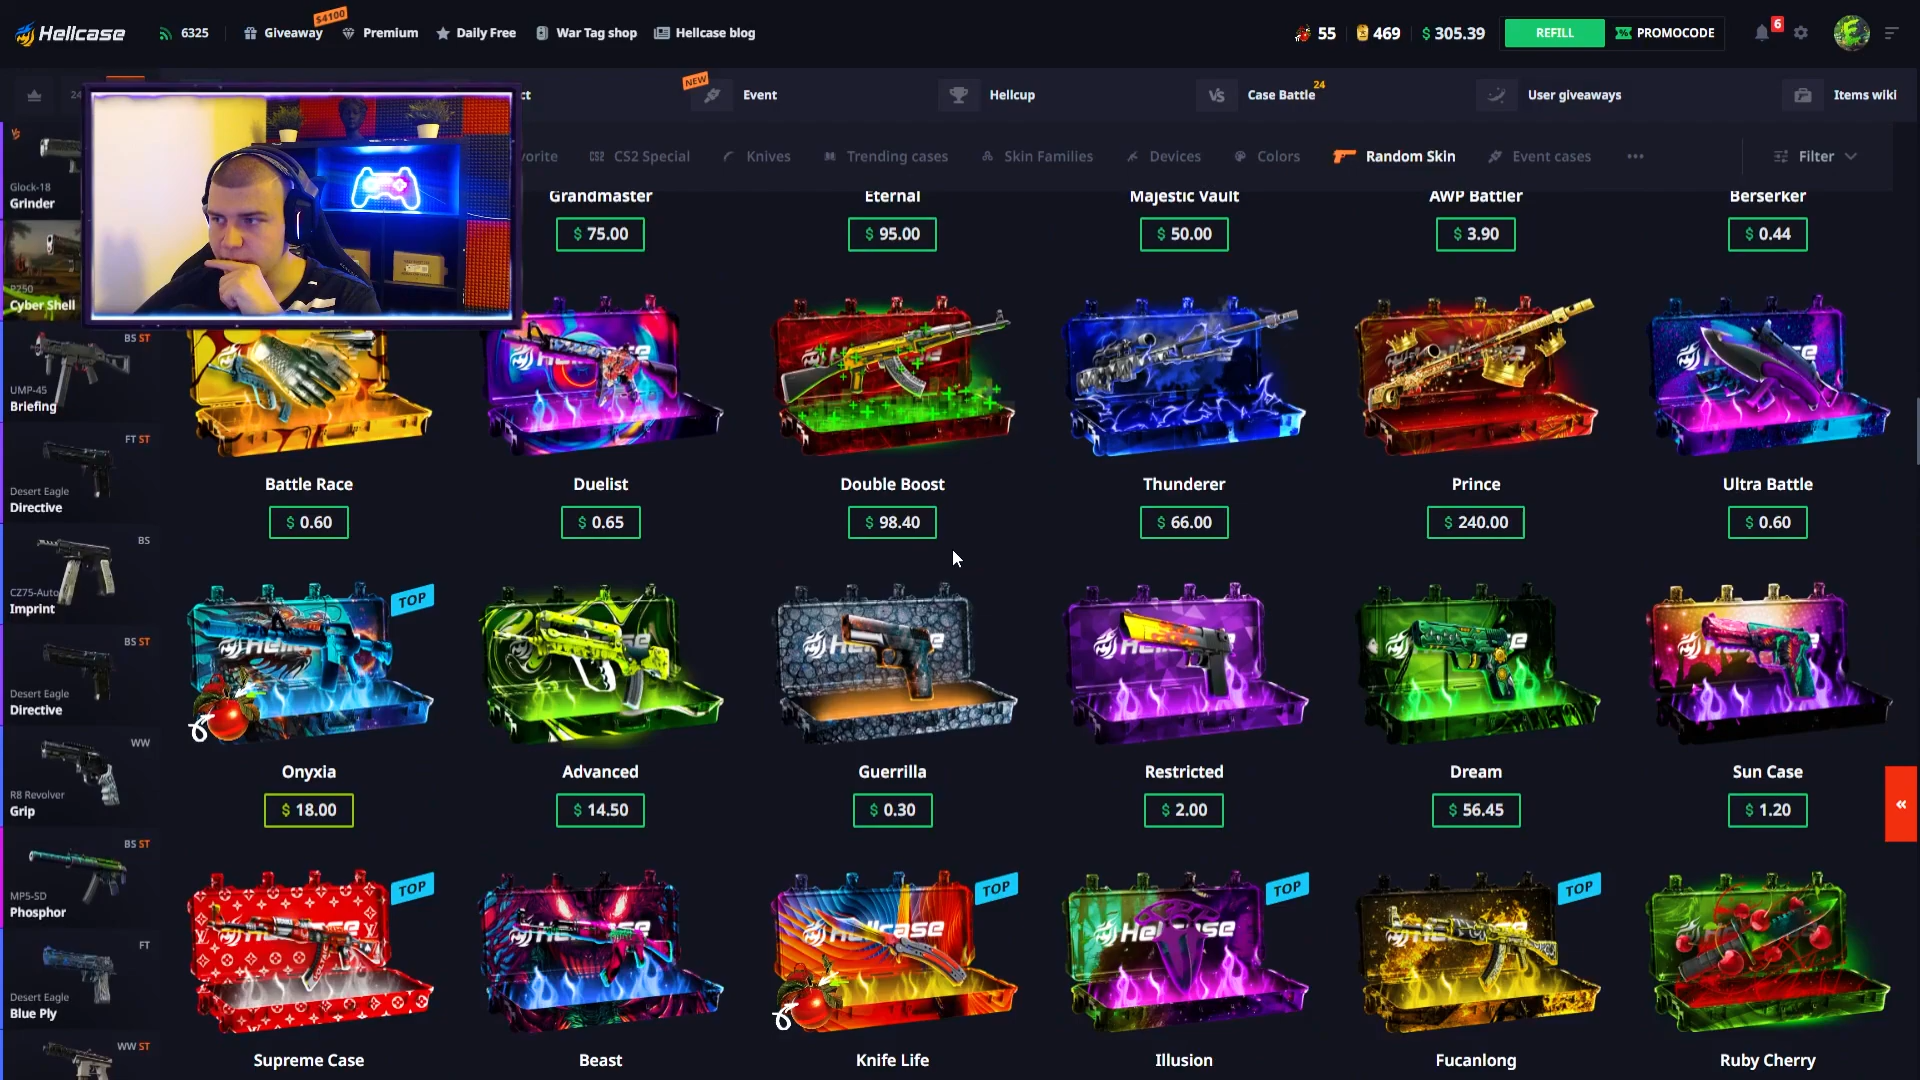 Hellcase
6325
Giveaway
$4100
Premium
Daily Free
War Tag shop
Hellcase blog
55
469
$ 305.39
REFILL
PROMOCODE
6
NEW
Event
Hellcup
VS
Case Battle 24
User giveaways
Items wiki
CS2
CS2 Special
Knives
Trending cases
Skin Families
Devices
Colors
Random Skin
Event cases
Filter
Glock-18
Grinder
P250
Cyber Shell
BS ST
UMP-45
Briefing
FT ST
Desert Eagle
Directive
BS
CZ75-Auto
Imprint
BS ST
Desert Eagle
Directive
WW
R8 Revolver
Grip
BS ST
MP5-SD
Phosphor
FT
Desert Eagle
Blue Ply
WW ST
Grandmaster
$ 75.00
Eternal
$ 95.00
Majestic Vault
$ 50.00
AWP Battler
$ 3.90
Berserker
$ 0.44
Battle Race
$ 0.60
Duelist
$ 0.65
Double Boost
$ 98.40
Thunderer
$ 66.00
Prince
$ 240.00
Ultra Battle
$ 0.60
TOP
Onyxia
$ 18.00
Advanced
$ 14.50
Guerrilla
$ 0.30
Restricted
$ 2.00
Dream
$ 56.45
Sun Case
$ 1.20
TOP
Supreme Case
Beast
TOP
Hellcase
Knife Life
TOP
Illusion
TOP
Fucanlong
Ruby Cherry